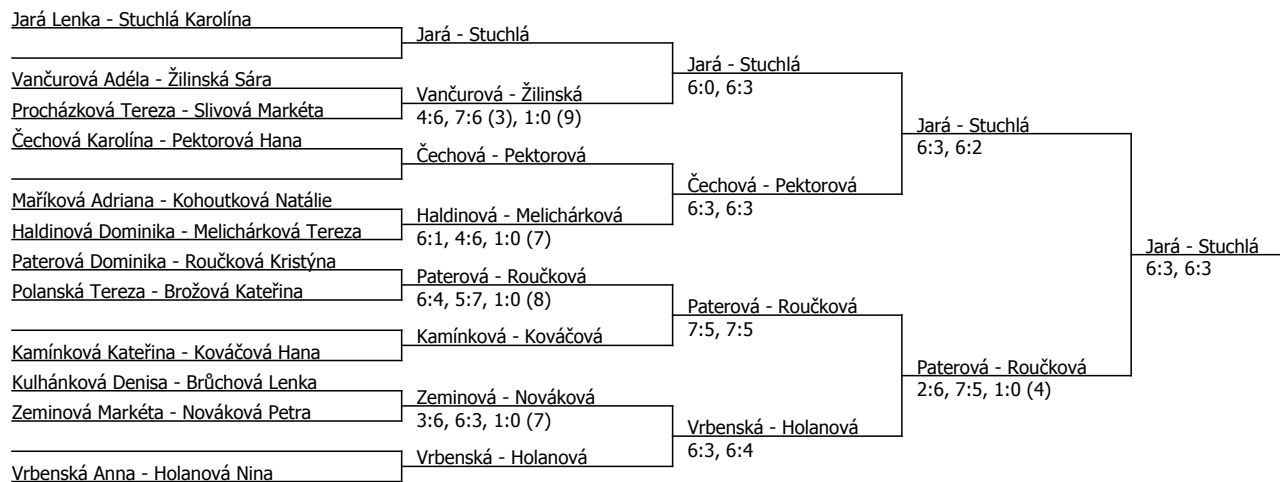 Jará Lenka - Stuchlá Karolína
Jará - Stuchlá
Jará - Stuchlá
6:0, 6:3
Vančurová Adéla - Žilinská Sára
Vančurová - Žilinská
4:6, 7:6 (3), 1:0 (9)
Procházková Tereza - Slivová Markéta
Jará - Stuchlá
6:3, 6:2
Čechová Karolína - Pektorová Hana
Čechová - Pektorová
Čechová - Pektorová
6:3, 6:3
Maříková Adriana - Kohoutková Natálie
Haldinová - Melichárková
6:1, 4:6, 1:0 (7)
Haldinová Dominika - Melichárková Tereza
Jará - Stuchlá
6:3, 6:3
Paterová Dominika - Roučková Kristýna
Paterová - Roučková
6:4, 5:7, 1:0 (8)
Polanská Tereza - Brožová Kateřina
Paterová - Roučková
7:5, 7:5
Kamínková - Kováčová
Kamínková Kateřina - Kováčová Hana
Paterová - Roučková
2:6, 7:5, 1:0 (4)
Kulhánková Denisa - Brůchová Lenka
Zeminová - Nováková
3:6, 6:3, 1:0 (7)
Zeminová Markéta - Nováková Petra
Vrbenská - Holanová
6:3, 6:4
Vrbenská - Holanová
Vrbenská Anna - Holanová Nina